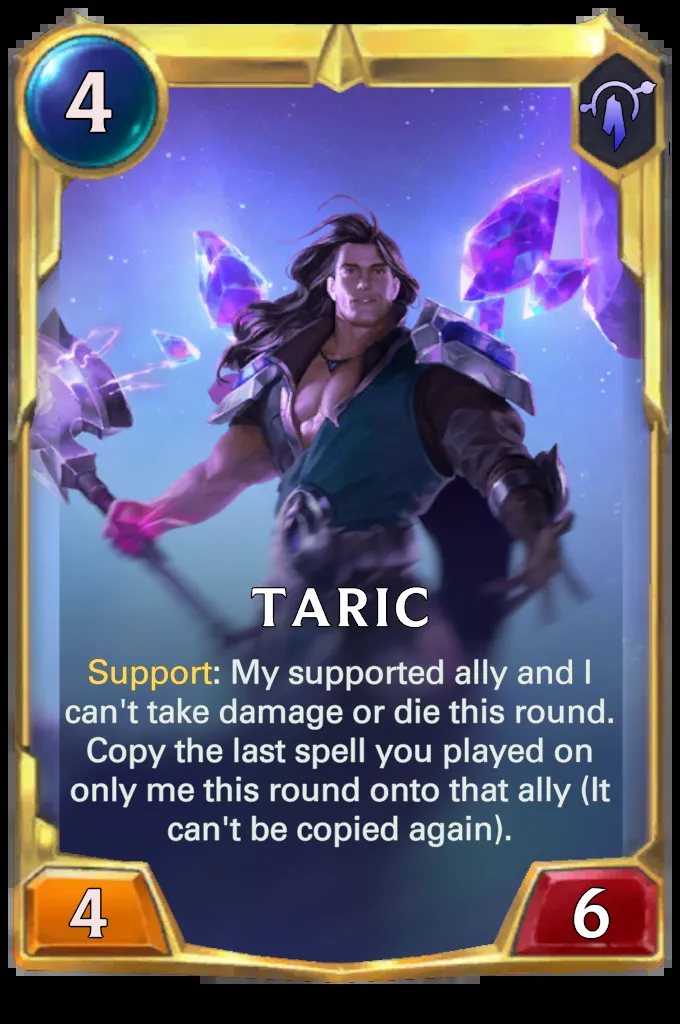 4
TARIC
Support: My supported ally and I
can't take damage or die this round.
Copy the last spell you played on
only me this round onto that ally (It
can't be copied again).
4
6